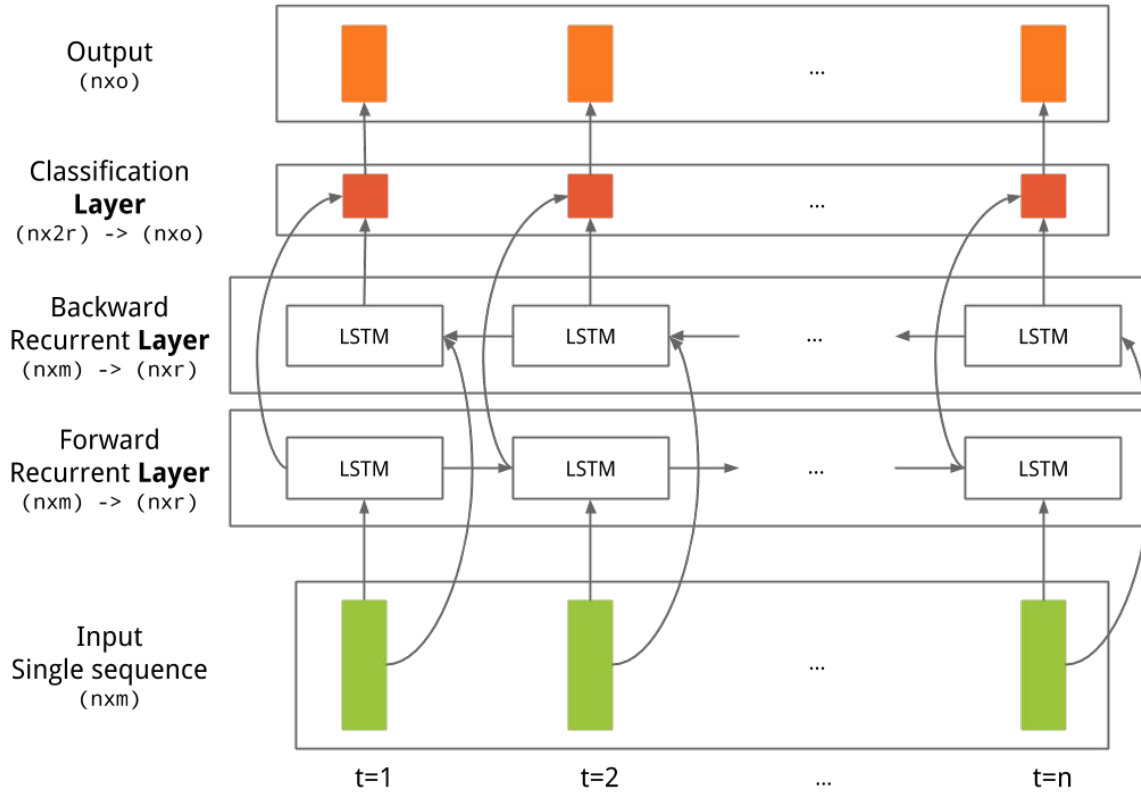 Output
(nxo)
...
Classification
Layer
(nx2r) -> (nxo)
...
Backward
Recurrent Layer
(nxm) -> (nxr)
LSTM
LSTM
...
LSTM
Forward
Recurrent Layer
(nxm) -> (nxr)
LSTM
LSTM
...
LSTM
Input
Single sequence
(nxm)
...
t=1
t=2
...
t=n